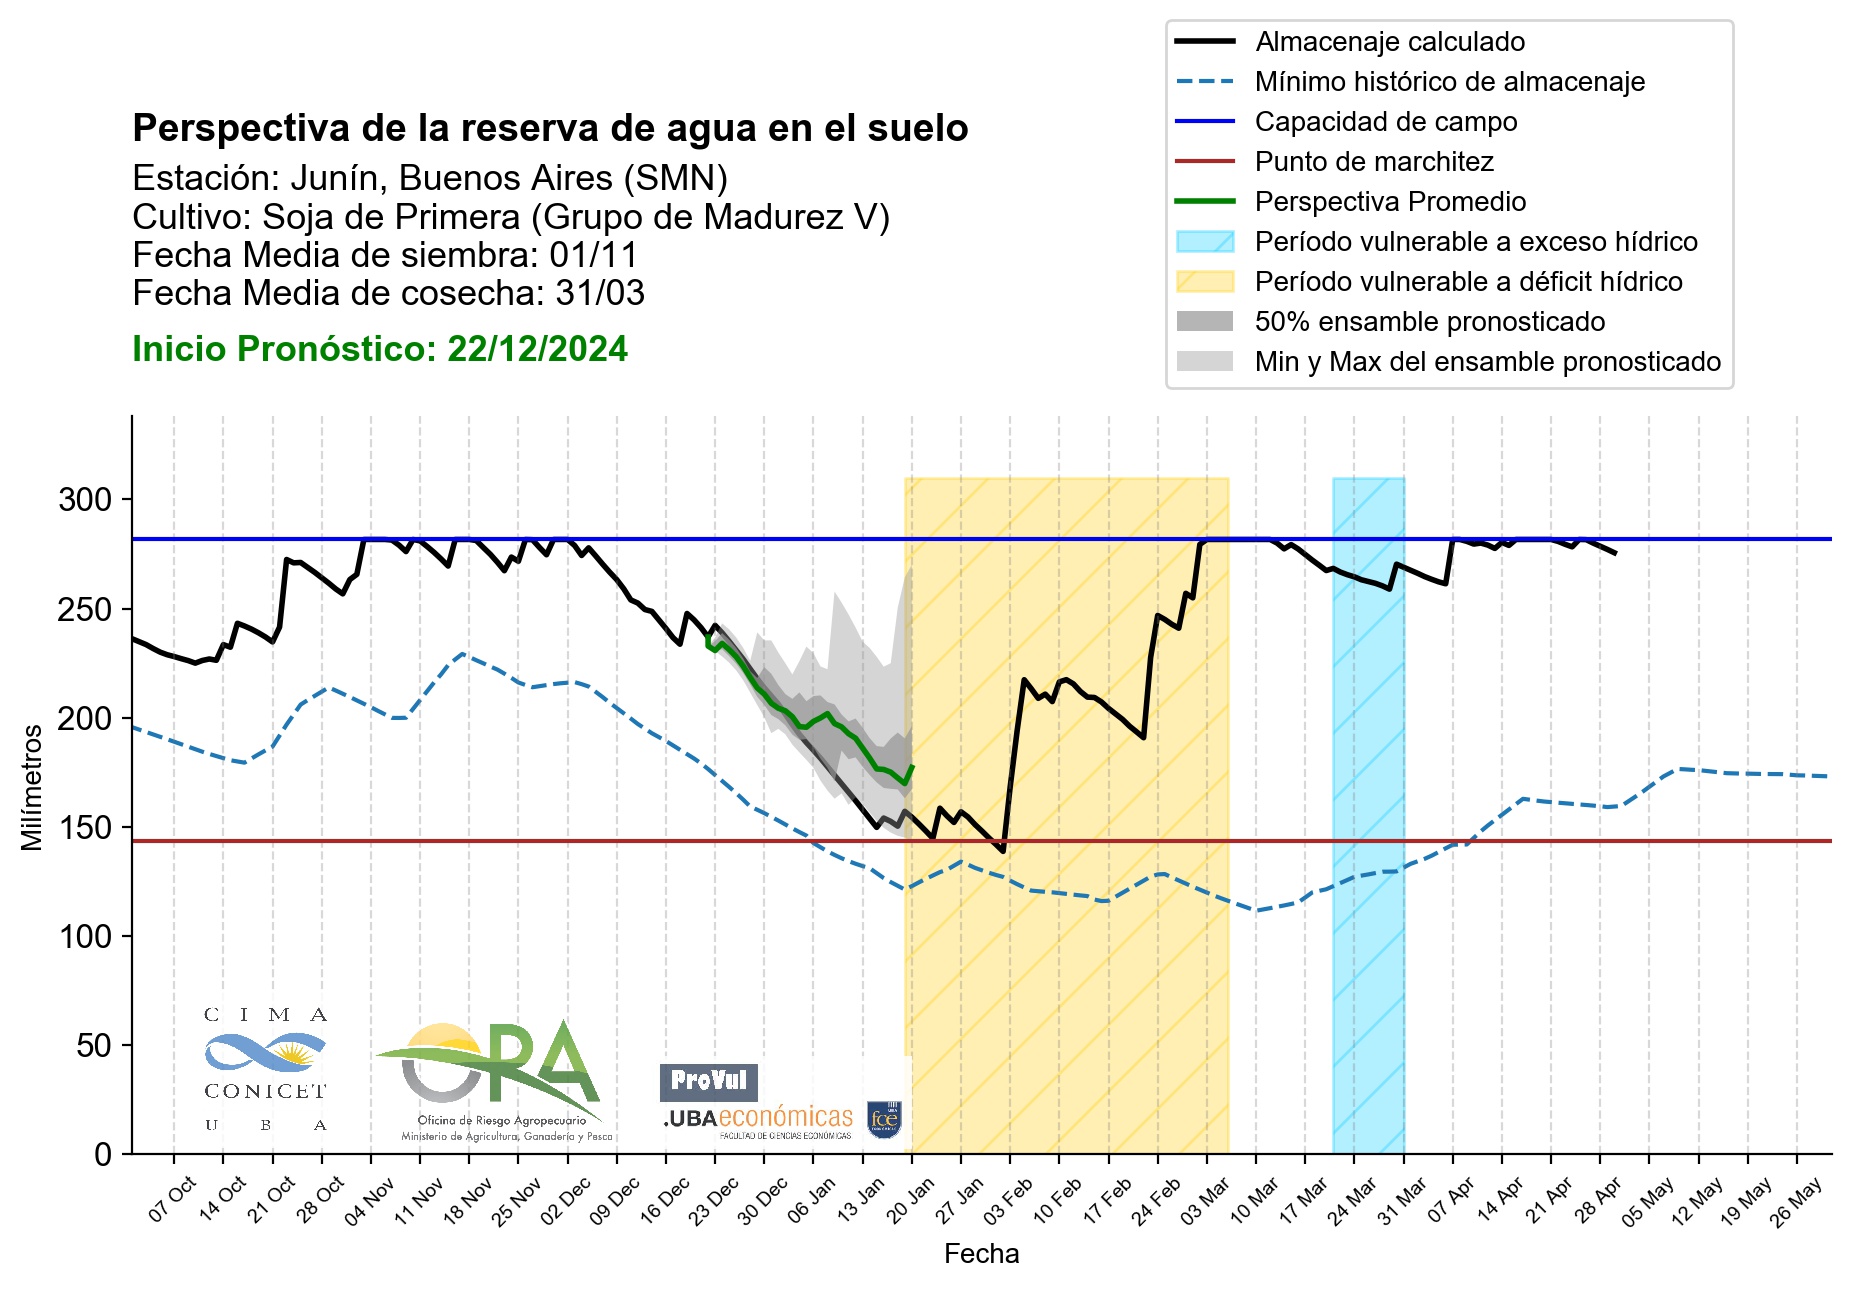 Almacenaje calculado
Mínimo histórico de almacenaje
Capacidad de campo
Punto de marchitez
Perspectiva Promedio
Período vulnerable a exceso hídrico
Período vulnerable a déficit hídrico
50% ensamble pronosticado
Min y Max del ensamble pronosticado
Perspectiva de la reserva de agua en el suelo
Estación: Junín, Buenos Aires (SMN)
Cultivo: Soja de Primera (Grupo de Madurez V)
Fecha Media de siembra: 01/11
Fecha Media de cosecha: 31/03
Inicio Pronóstico: 22/12/2024
300
250
200
150
100
50
0
Milímetros
C I M A
CONICET
U B A
ORA
Oficina de Riesgo Agropecuario
Ministerio de Agricultura, Ganadería y Pesca
ProVul
.UBAeconómicas
FACULTAD DE CIENCIAS ECONÓMICAS
fce
07 Oct
14 Oct
21 Oct
28 Oct
04 Nov
11 Nov
18 Nov
25 Nov
02 Dec
09 Dec
16 Dec
23 Dec
30 Dec
06 Jan
13 Jan
20 Jan
27 Jan
03 Feb
10 Feb
17 Feb
24 Feb
03 Mar
10 Mar
17 Mar
24 Mar
31 Mar
07 Apr
14 Apr
21 Apr
28 Apr
05 May
12 May
19 May
26 May
Fecha